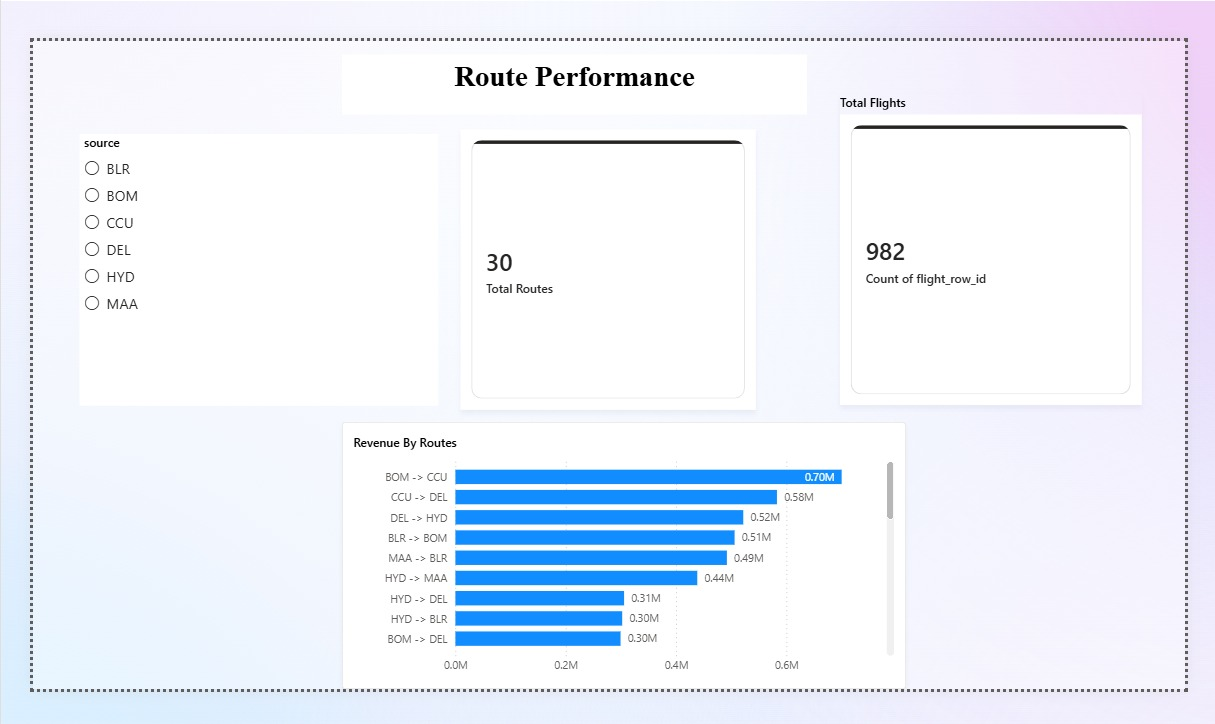 Route Performance
Total Flights
source
BLR
BOM
CCU
DEL
HYD
MAA
30
Total Routes
982
Count of flight_row_id
Revenue By Routes
BOM -> CCU 0.70M
CCU -> DEL 0.58M
DEL -> HYD 0.52M
BLR -> BOM 0.51M
MAA -> BLR 0.49M
HYD -> MAA 0.44M
HYD -> DEL 0.31M
HYD -> BLR 0.30M
BOM -> DEL 0.30M
0.0M 0.2M 0.4M 0.6M